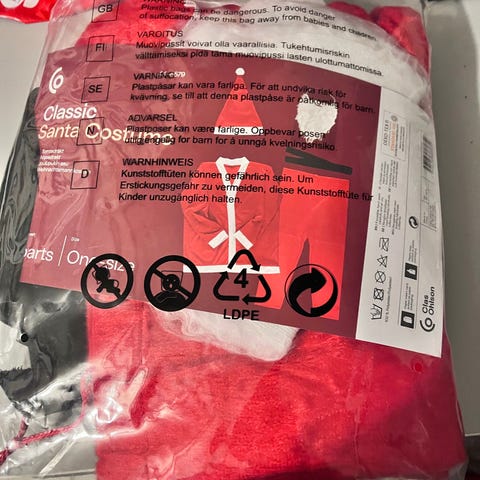 GB
WARNING
Plastic bags can be dangerous. To avoid danger
of suffocation, keep this bag away from babies and children.
FI
VAROITUS
Muovipussit voivat olla vaarallisia. Tukehtumisriskin
välttämiseksi pidä tämä muovipussi lasten ulottumattomissa.
SE
VARNING
Plastpåsar kan vara farliga. För att undvika risk för
kvävning, se till att denna plastpåse är oåtkomlig för barn.
N
ADVARSEL
Plastposer kan være farlige. Oppbevar posen
utilgjengelig for barn for å unngå kvelningsrisiko.
D
WARNHINWEIS
Kunststofftüten können gefährlich sein. Um
Erstickungsgefahr zu vermeiden, diese Kunststofftüte für
Kinder unzugänglich halten.
Classic
Santa Costume
parts
Size
One size
4
LDPE
Clas
Ohlson